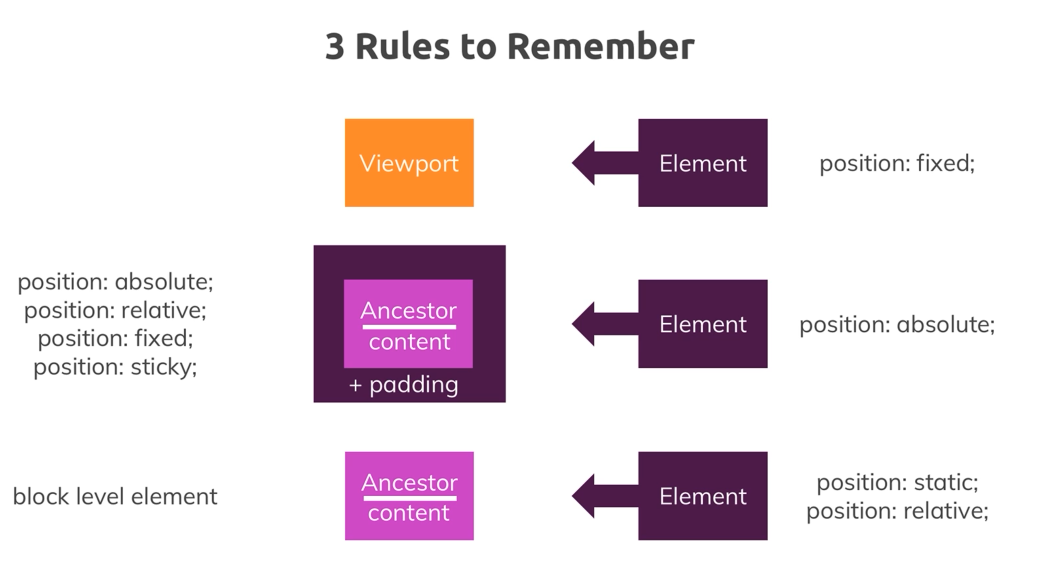 3 Rules to Remember
Viewport
Element
position: fixed;
position: absolute;
position: relative;
position: fixed;
position: sticky;
Ancestor
content
+ padding
Element
position: absolute;
block level element
Ancestor
content
Element
position: static;
position: relative;